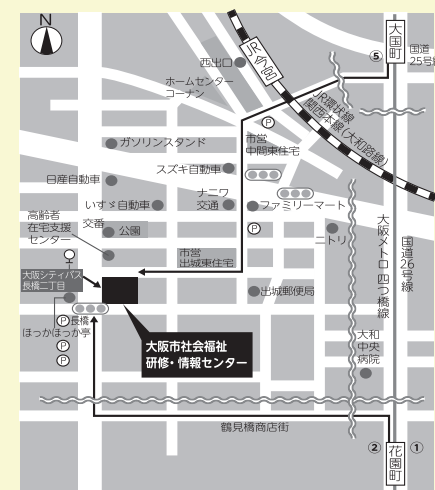 N
大国町
⑤
国道
25号線
JR今宮
西出口
ホームセンター
コーナン
JR環状線
関西本線(大和路線)
P
市営
中間東住宅
ガソリンスタンド
スズキ自動車
日産自動車
いすゞ自動車
ナニワ
交通
ファミリーマート
高齢者
在宅支援
センター
交番
公園
P
ニトリ
大阪メトロ 四つ橋線
国道26号線
市営
出城東住宅
大阪シティバス
長橋二丁目
出城郵便局
P
長橋
ほっかほっか亭
P
P
大阪市社会福祉
研修・情報センター
大和
中央
病院
鶴見橋商店街
②
花園町
①